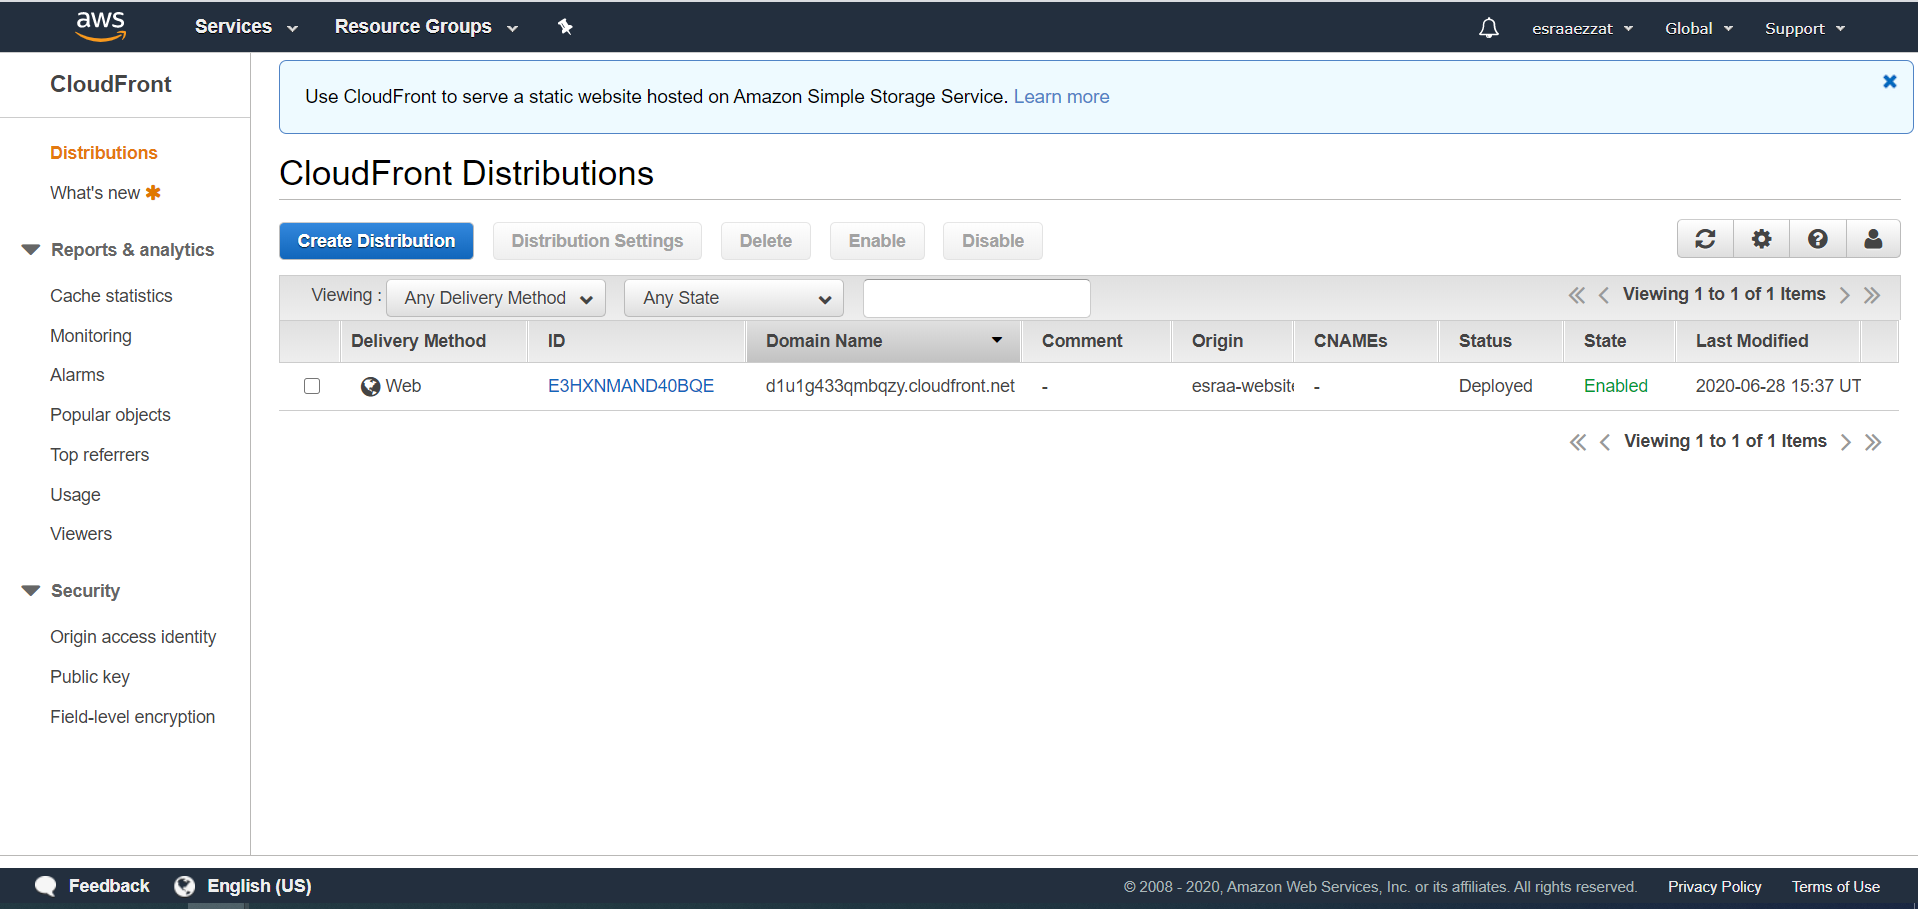 aws Services Resource Groups esraaezzat Global Support
CloudFront
Distributions
What's new
Reports & analytics
Cache statistics
Monitoring
Alarms
Popular objects
Top referrers
Usage
Viewers
Security
Origin access identity
Public key
Field-level encryption
Use CloudFront to serve a static website hosted on Amazon Simple Storage Service. Learn more
CloudFront Distributions
Create Distribution Distribution Settings Delete Enable Disable
Viewing : Any Delivery Method Any State Viewing 1 to 1 of 1 Items
Delivery Method ID Domain Name Comment Origin CNAMEs Status State Last Modified
Web E3HXNMAND40BQE d1u1g433qmbqzy.cloudfront.net - esraa-website - Deployed Enabled 2020-06-28 15:37 UT
Viewing 1 to 1 of 1 Items
Feedback English (US) © 2008 - 2020, Amazon Web Services, Inc. or its affiliates. All rights reserved. Privacy Policy Terms of Use